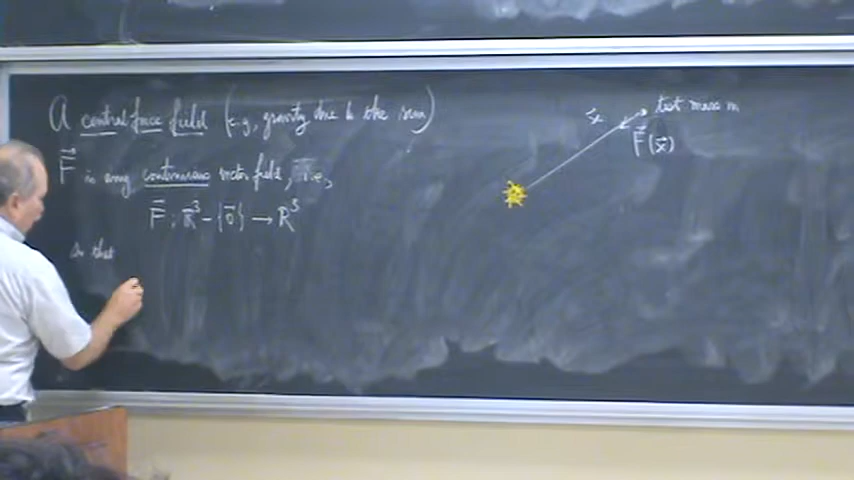 A central force field (e.g., gravity due to the sun)
F⃗ is any continuous vector field, i.e.,
F⃗ : ℝ³ - {0⃗} → ℝ³
so that
x⃗
test mass m
F⃗(x⃗)